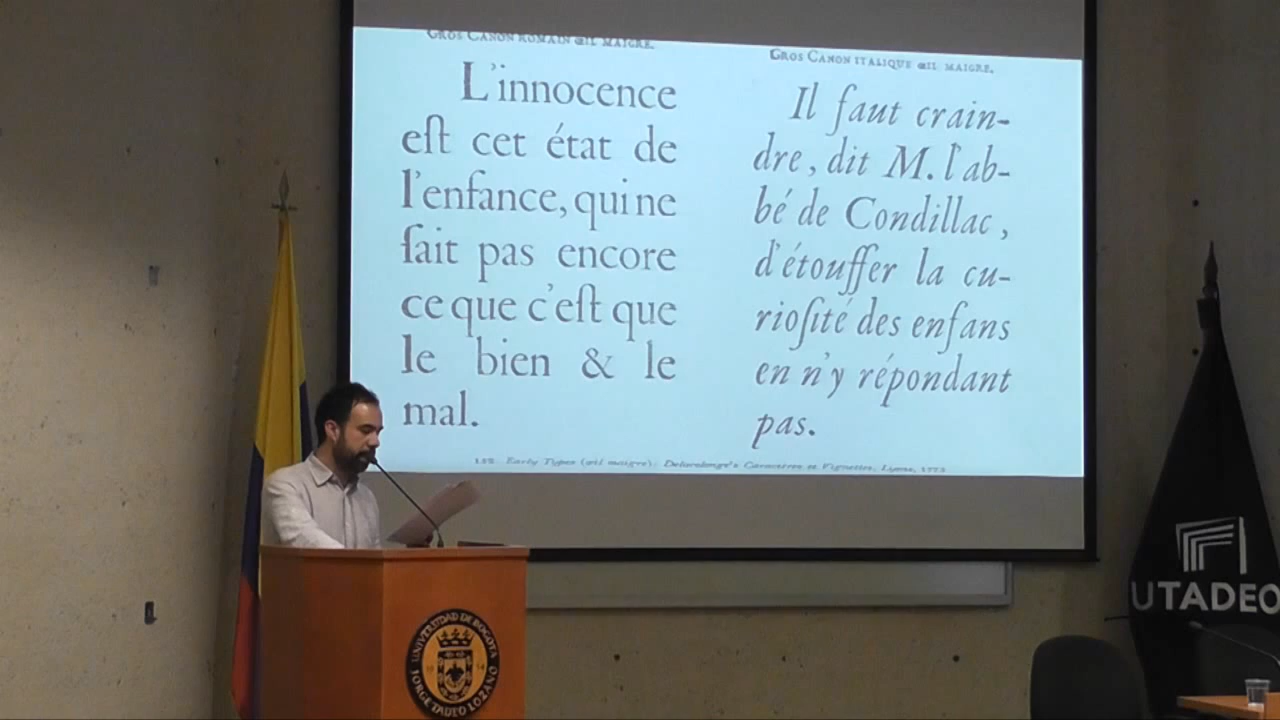 GROS CANON ROMAIN œIL MAIGRE.
L'innocence
eſt cet état de
l'enfance, qui ne
ſait pas encore
ce que c'eſt que
le bien & le
mal.
GROS CANON ITALIQUE œIL MAIGRE.
Il faut crain-
dre, dit M. l'ab-
bé de Condillac,
d'étouffer la cu-
rioſité des enfans
en n'y répondant
pas.
Early Types (œil maigre): Delacolonge's Caractères et Vignettes, Lyons, 1773
UNIVERSIDAD DE BOGOTA
JORGE TADEO LOZANO
UTADEO